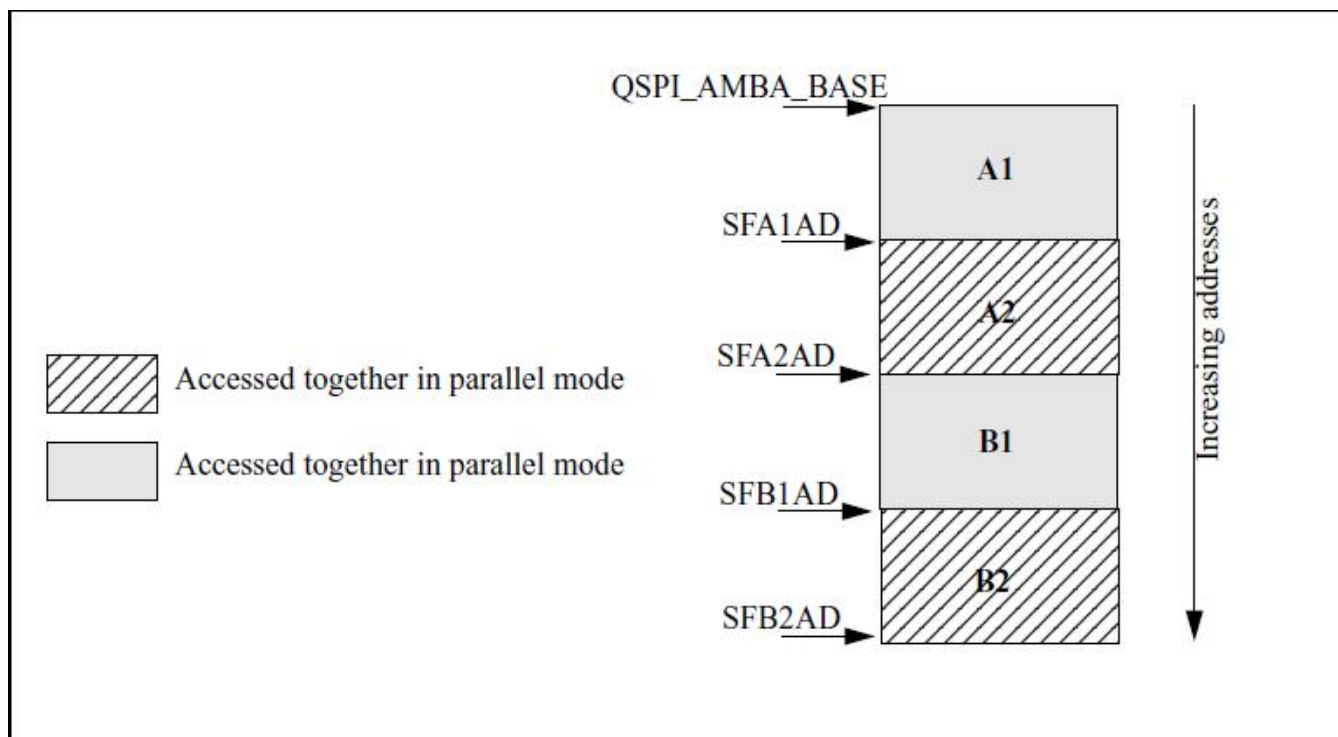 QSPI_AMBA_BASE
A1
SFA1AD
A2
SFA2AD
Accessed together in parallel mode
B1
Accessed together in parallel mode
SFB1AD
B2
SFB2AD
Increasing addresses